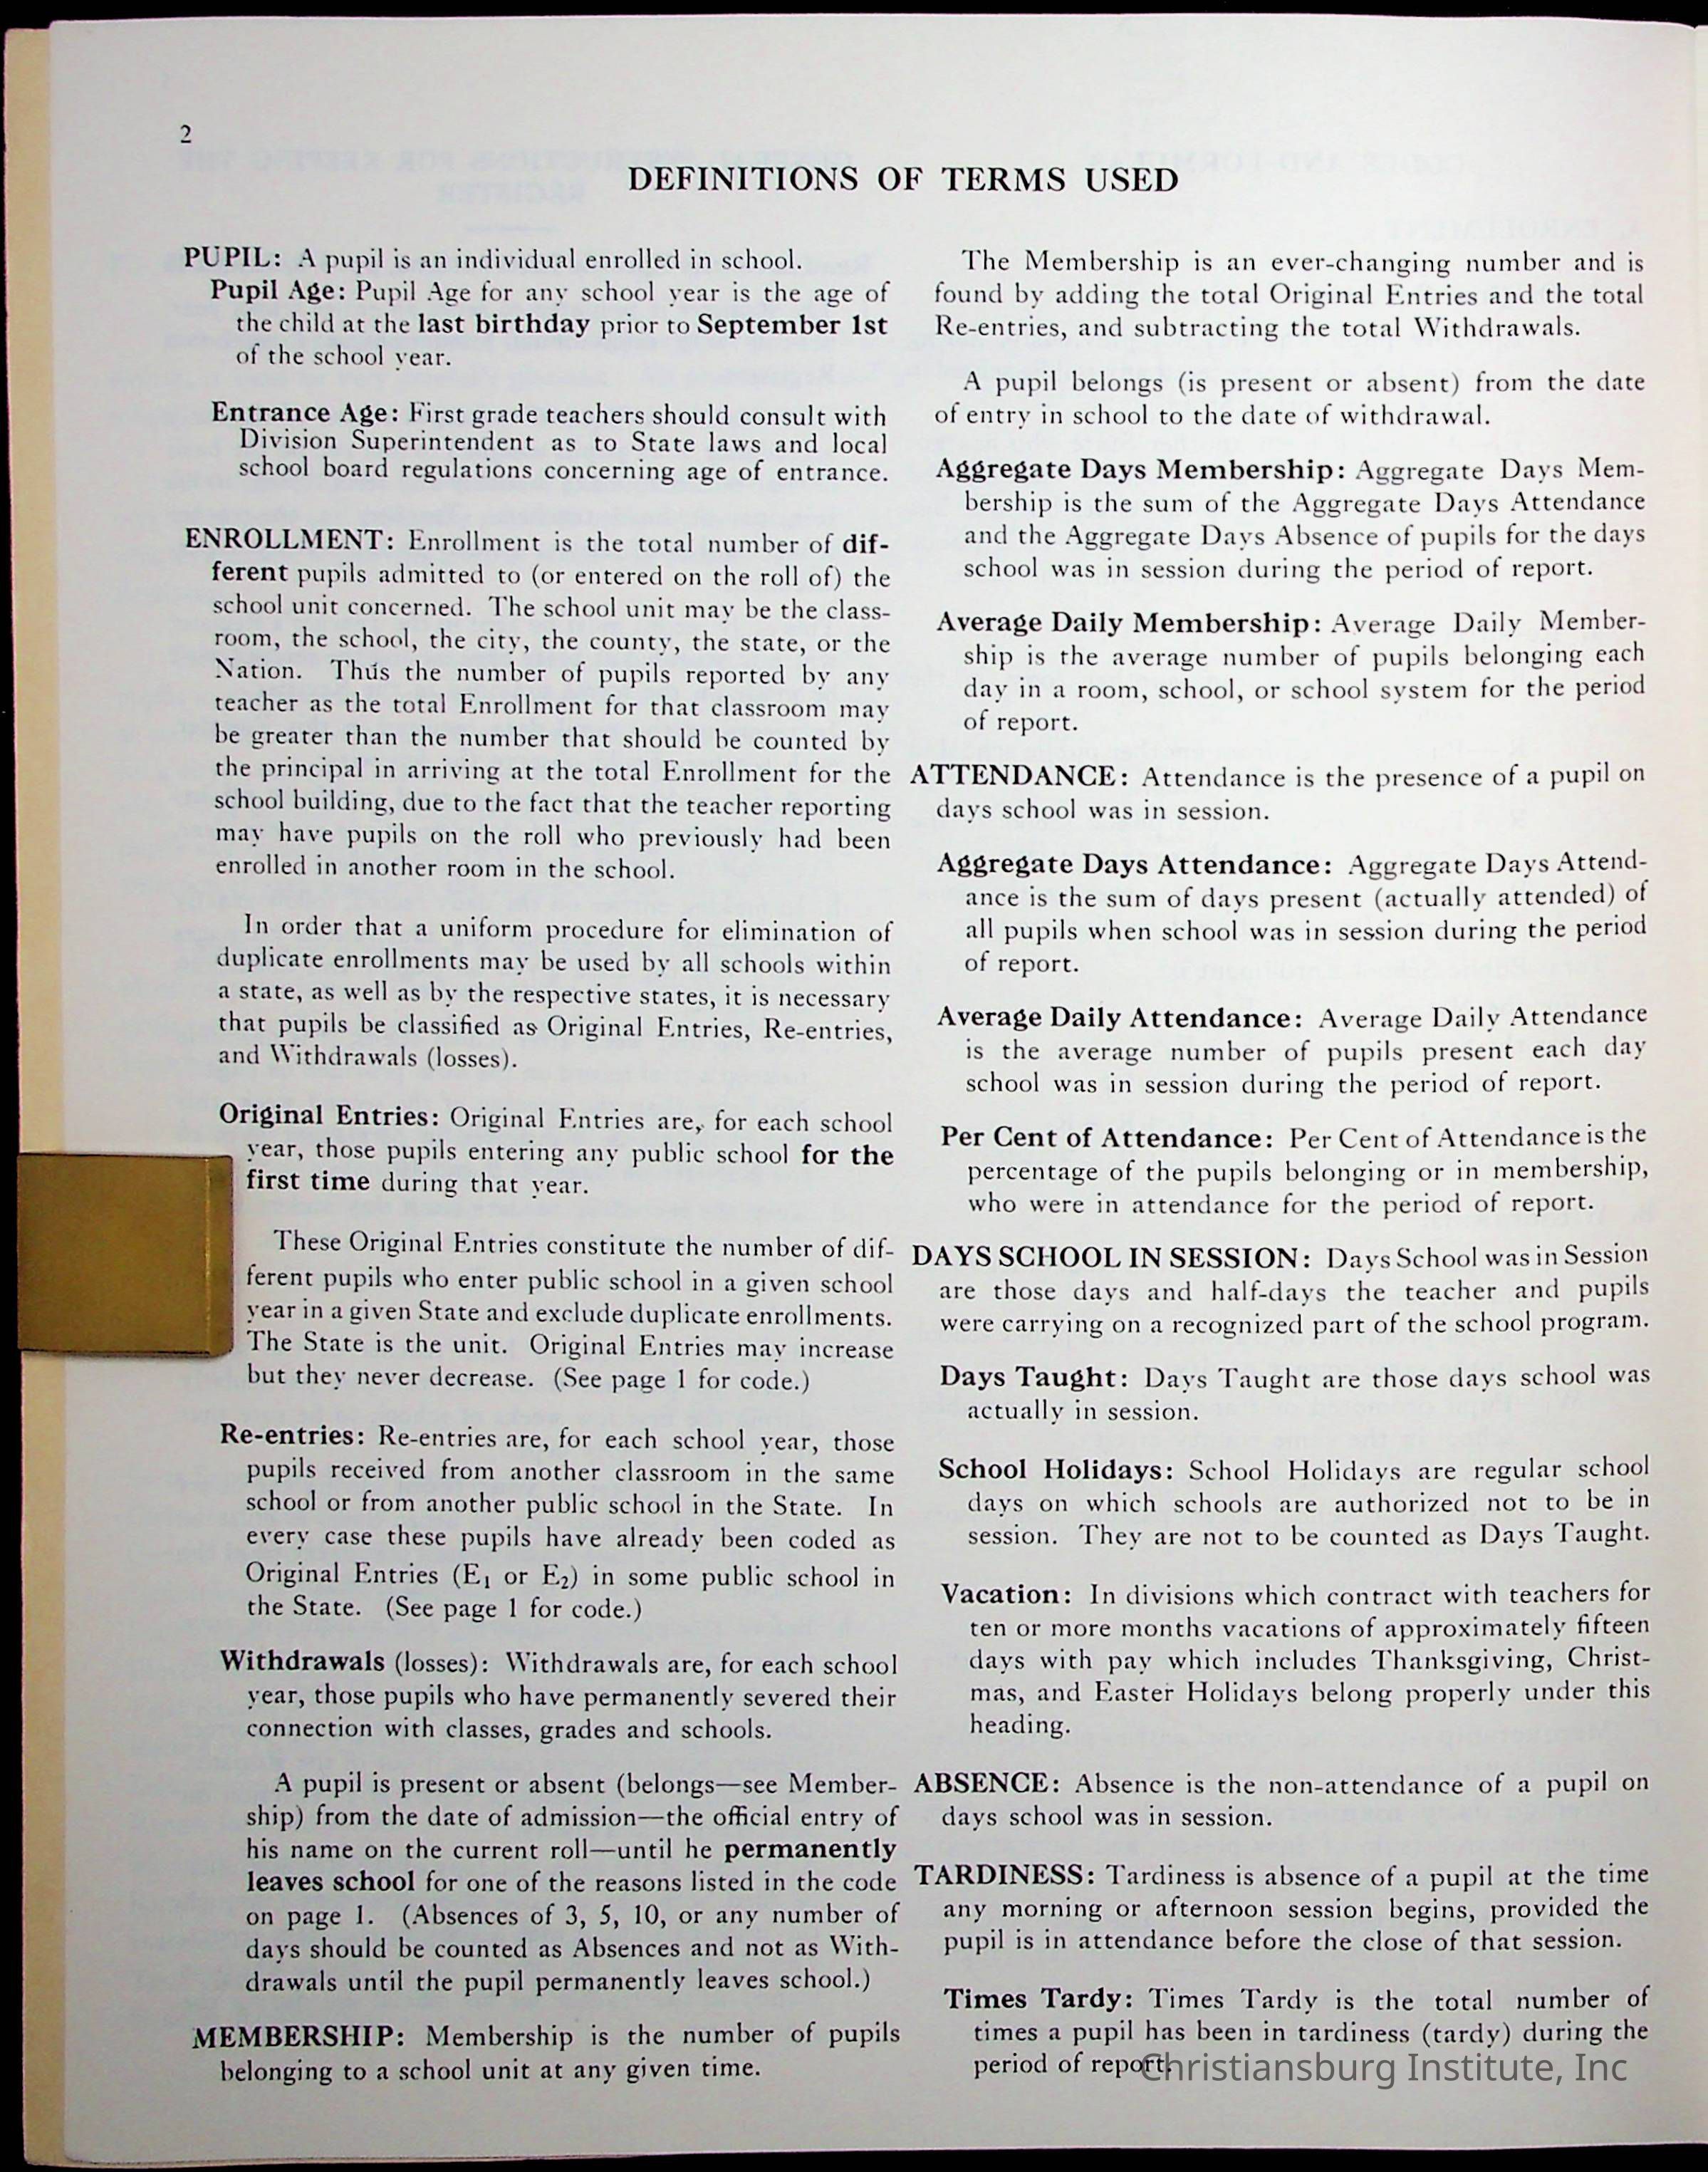 2
DEFINITIONS OF TERMS USED
PUPIL: A pupil is an individual enrolled in school.
Pupil Age: Pupil Age for any school year is the age of
the child at the last birthday prior to September 1st
of the school year.
Entrance Age: First grade teachers should consult with
Division Superintendent as to State laws and local
school board regulations concerning age of entrance.
ENROLLMENT: Enrollment is the total number of dif-
ferent pupils admitted to (or entered on the roll of) the
school unit concerned. The school unit may be the class-
room, the school, the city, the county, the state, or the
Nation. Thus the number of pupils reported by any
teacher as the total Enrollment for that classroom may
be greater than the number that should be counted by
the principal in arriving at the total Enrollment for the
school building, due to the fact that the teacher reporting
may have pupils on the roll who previously had been
enrolled in another room in the school.
In order that a uniform procedure for elimination of
duplicate enrollments may be used by all schools within
a state, as well as by the respective states, it is necessary
that pupils be classified as Original Entries, Re-entries,
and Withdrawals (losses).
Original Entries: Original Entries are, for each school
year, those pupils entering any public school for the
first time during that year.
These Original Entries constitute the number of dif-
ferent pupils who enter public school in a given school
year in a given State and exclude duplicate enrollments.
The State is the unit. Original Entries may increase
but they never decrease. (See page 1 for code.)
Re-entries: Re-entries are, for each school year, those
pupils received from another classroom in the same
school or from another public school in the State. In
every case these pupils have already been coded as
Original Entries (E₁ or E₂) in some public school in
the State. (See page 1 for code.)
Withdrawals (losses): Withdrawals are, for each school
year, those pupils who have permanently severed their
connection with classes, grades and schools.
A pupil is present or absent (belongs—see Member-
ship) from the date of admission—the official entry of
his name on the current roll—until he permanently
leaves school for one of the reasons listed in the code
on page 1. (Absences of 3, 5, 10, or any number of
days should be counted as Absences and not as With-
drawals until the pupil permanently leaves school.)
MEMBERSHIP: Membership is the number of pupils
belonging to a school unit at any given time.
The Membership is an ever-changing number and is
found by adding the total Original Entries and the total
Re-entries, and subtracting the total Withdrawals.
A pupil belongs (is present or absent) from the date
of entry in school to the date of withdrawal.
Aggregate Days Membership: Aggregate Days Mem-
bership is the sum of the Aggregate Days Attendance
and the Aggregate Days Absence of pupils for the days
school was in session during the period of report.
Average Daily Membership: Average Daily Member-
ship is the average number of pupils belonging each
day in a room, school, or school system for the period
of report.
ATTENDANCE: Attendance is the presence of a pupil on
days school was in session.
Aggregate Days Attendance: Aggregate Days Attend-
ance is the sum of days present (actually attended) of
all pupils when school was in session during the period
of report.
Average Daily Attendance: Average Daily Attendance
is the average number of pupils present each day
school was in session during the period of report.
Per Cent of Attendance: Per Cent of Attendance is the
percentage of the pupils belonging or in membership,
who were in attendance for the period of report.
DAYS SCHOOL IN SESSION: Days School was in Session
are those days and half-days the teacher and pupils
were carrying on a recognized part of the school program.
Days Taught: Days Taught are those days school was
actually in session.
School Holidays: School Holidays are regular school
days on which schools are authorized not to be in
session. They are not to be counted as Days Taught.
Vacation: In divisions which contract with teachers for
ten or more months vacations of approximately fifteen
days with pay which includes Thanksgiving, Christ-
mas, and Easter Holidays belong properly under this
heading.
ABSENCE: Absence is the non-attendance of a pupil on
days school was in session.
TARDINESS: Tardiness is absence of a pupil at the time
any morning or afternoon session begins, provided the
pupil is in attendance before the close of that session.
Times Tardy: Times Tardy is the total number of
times a pupil has been in tardiness (tardy) during the
period of report.
Christiansburg Institute, Inc